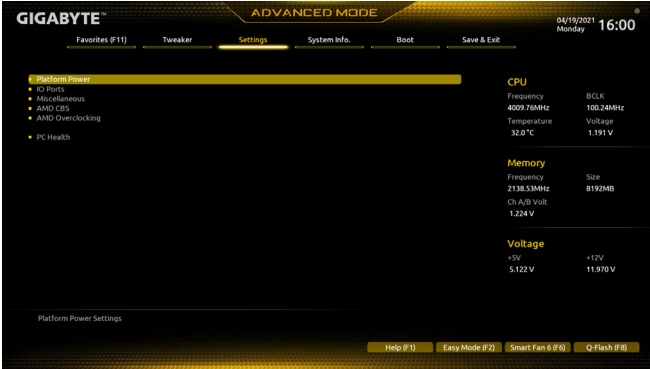 GIGABYTE™
ADVANCED MODE
04/19/2021
Monday
16:00
Favorites (F11) Tweaker Settings System Info. Boot Save & Exit
Platform Power
IO Ports
Miscellaneous
AMD CBS
AMD Overclocking
PC Health
CPU
Frequency BCLK
4009.76MHz 100.24MHz
Temperature Voltage
32.0 °C 1.191 V
Memory
Frequency Size
2138.53MHz 8192MB
Ch A/B Volt
1.224 V
Voltage
+5V +12V
5.122 V 11.970 V
Platform Power Settings
Help (F1) Easy Mode (F2) Smart Fan 6 (F6) Q-Flash (F8)